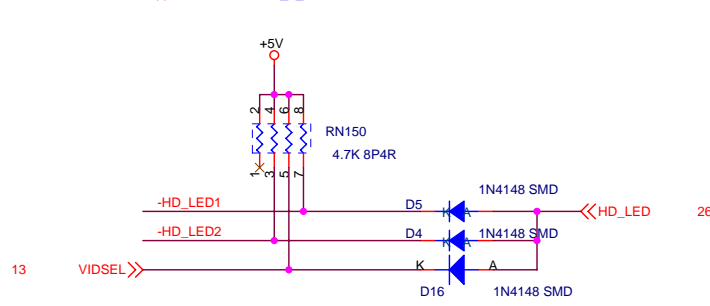 +5V
2 4 6 8
RN150
4.7K 8P4R
1 3 5 7
1N4148 SMD
-HD_LED1
D5
K A
HD_LED
26
-HD_LED2
D4
K A
1N4148 SMD
13
VIDSEL
K
A
D16
1N4148 SMD